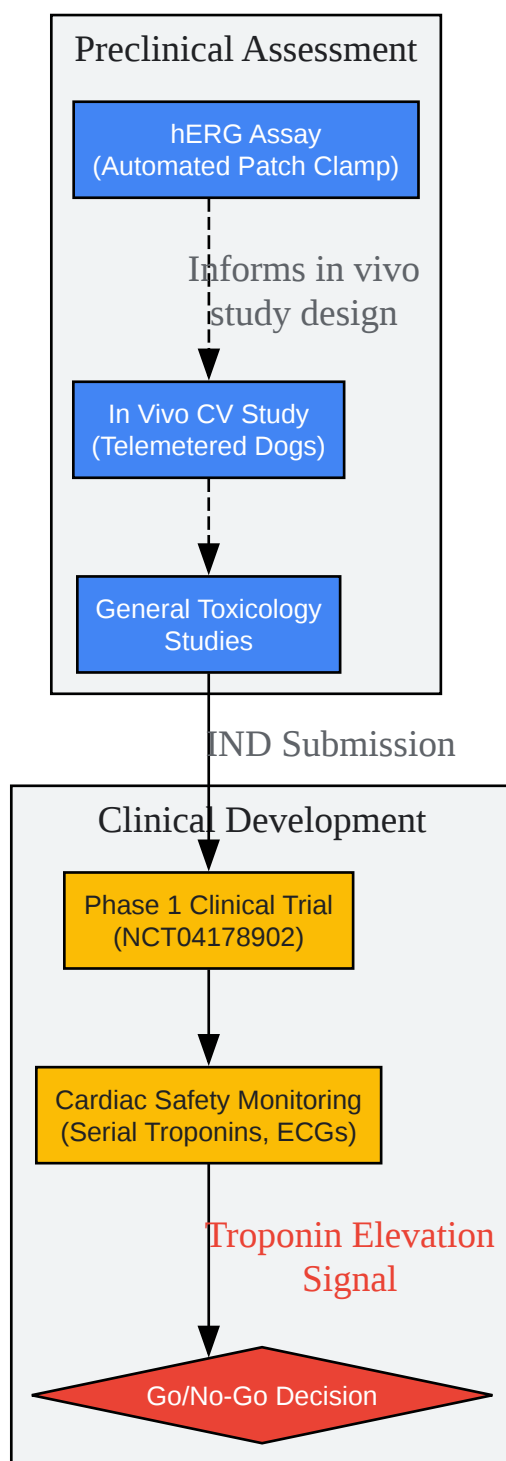 Preclinical Assessment
hERG Assay
(Automated Patch Clamp)
Informs in vivo
study design
In Vivo CV Study
(Telemetered Dogs)
General Toxicology
Studies
IND Submission
Clinical Development
Phase 1 Clinical Trial
(NCT04178902)
Cardiac Safety Monitoring
(Serial Troponins, ECGs)
Troponin Elevation
Signal
Go/No-Go Decision